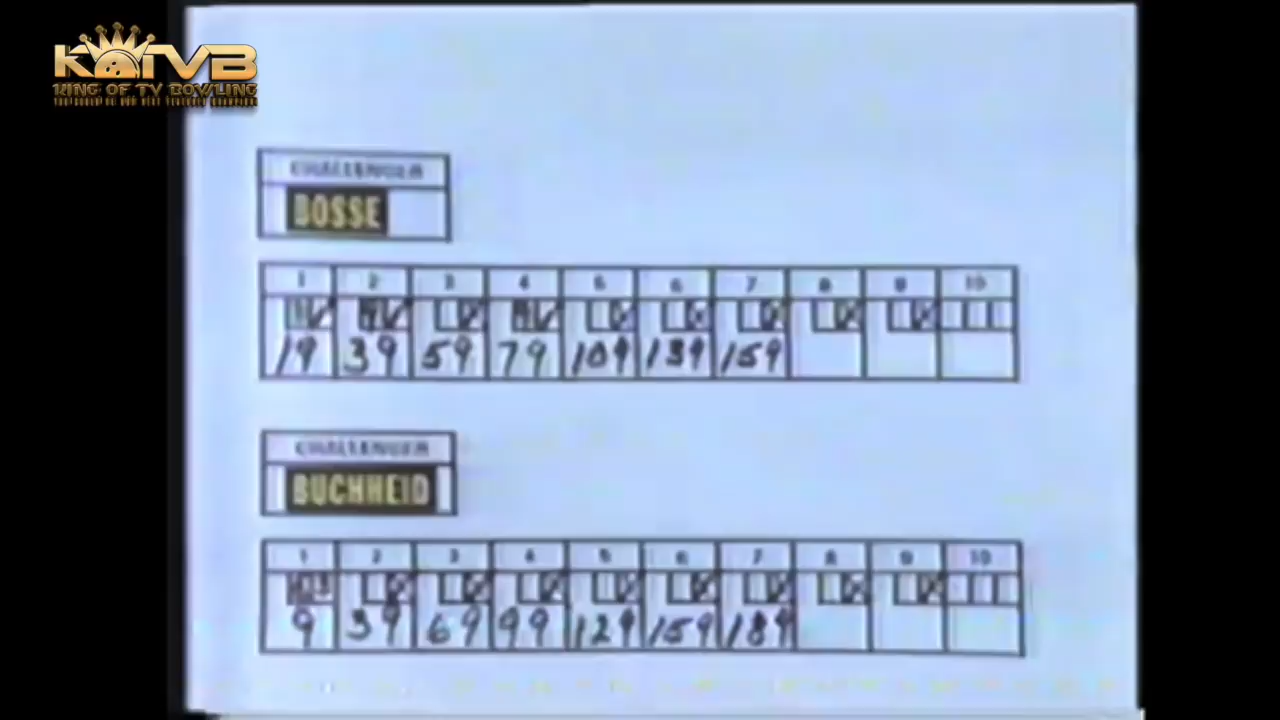 KOTVB
KING OF TV BOWLING
CHALLENGER
BOSSE
1 2 3 4 5 6 7 8 9 10
19 39 59 79 109 139 159
CHALLENGER
BUCHHEID
1 2 3 4 5 6 7 8 9 10
9 39 69 99 129 159 189